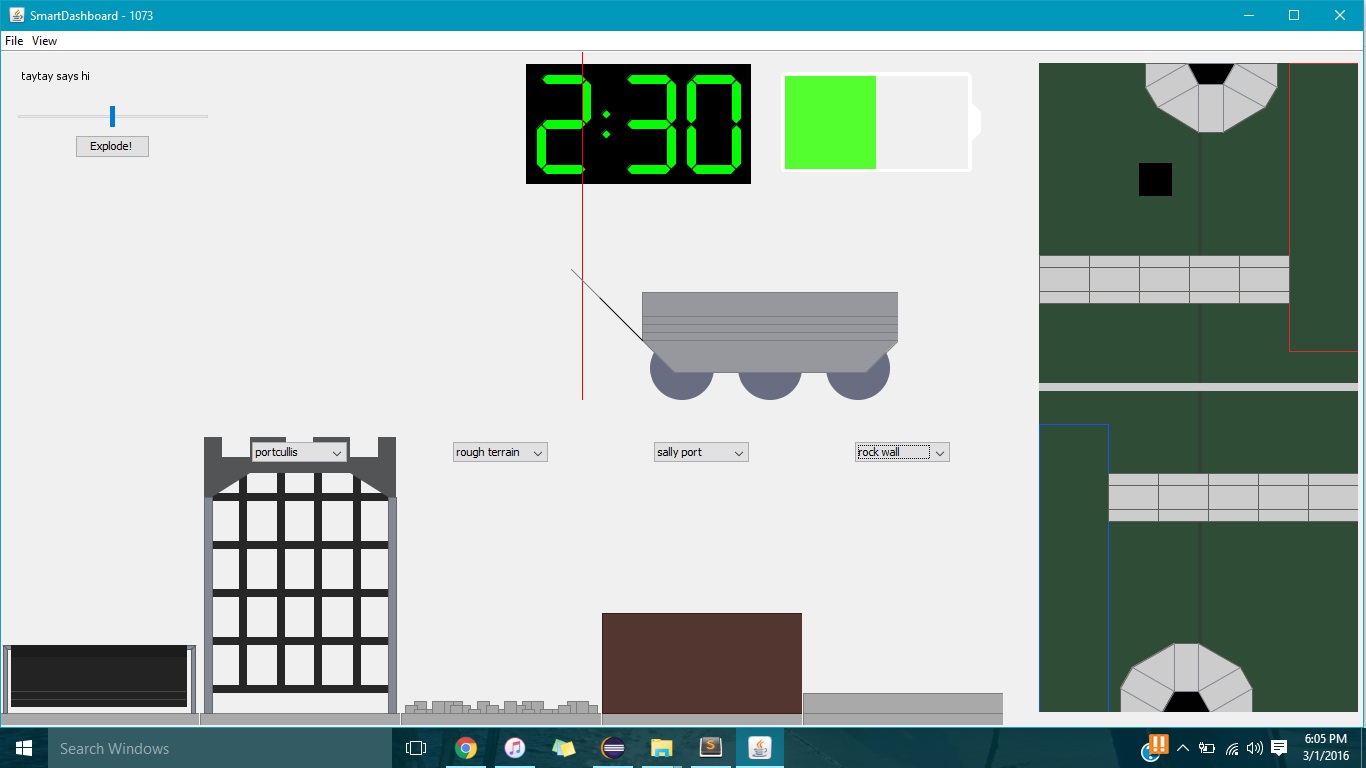 SmartDashboard - 1073
File View
taytay says hi
2:30
Explode!
portcullis
rough terrain
sally port
rock wall
Search Windows
6:05 PM
3/1/2016